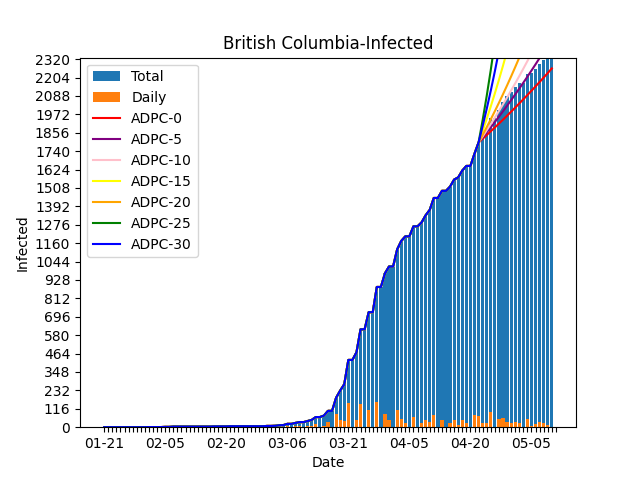 British Columbia-Infected
2320
2204
2088
1972
1856
1740
1624
1508
1392
1276
1160
1044
928
812
696
580
464
348
232
116
0
Infected
Total
Daily
ADPC-0
ADPC-5
ADPC-10
ADPC-15
ADPC-20
ADPC-25
ADPC-30
01-21 02-05 02-20 03-06 03-21 04-05 04-20 05-05
Date